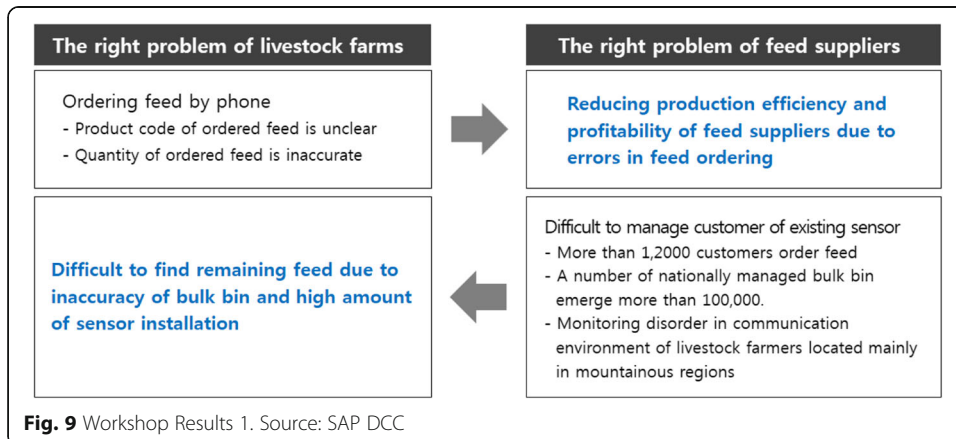 The right problem of livestock farms
Ordering feed by phone
- Product code of ordered feed is unclear
- Quantity of ordered feed is inaccurate
The right problem of feed suppliers
Reducing production efficiency and
profitability of feed suppliers due to
errors in feed ordering
Difficult to find remaining feed due to
inaccuracy of bulk bin and high amount
of sensor installation
Difficult to manage customer of existing sensor
- More than 1,2000 customers order feed
- A number of nationally managed bulk bin
emerge more than 100,000.
- Monitoring disorder in communication
environment of livestock farmers located mainly
in mountainous regions
Fig. 9 Workshop Results 1. Source: SAP DCC